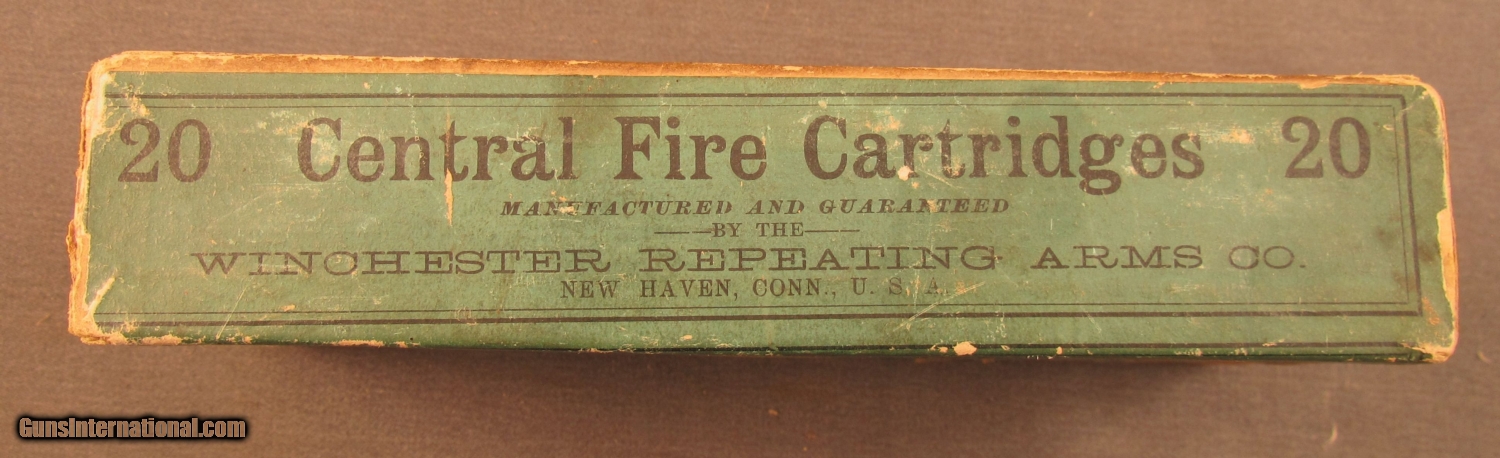 20 Central Fire Cartridges 20
MANUFACTURED AND GUARANTEED
BY THE
WINCHESTER REPEATING ARMS CO.
NEW HAVEN, CONN., U. S. A.
GunsInternational.com